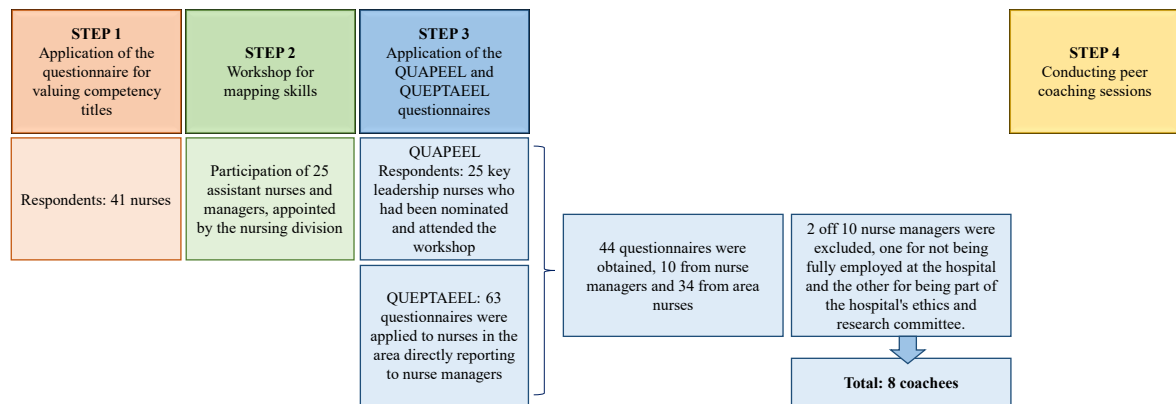 STEP 1
Application of the
questionnaire for
valuing competency
titles
STEP 2
Workshop for
mapping skills
STEP 3
Application of the
QUAPEEL and
QUEPTAEEL
questionnaires
STEP 4
Conducting peer
coaching sessions
Respondents: 41 nurses
Participation of 25
assistant nurses and
managers, appointed
by the nursing division
QUAPEEL
Respondents: 25 key
leadership nurses who
had been nominated
and attended the
workshop
QUEPTAEEL: 63
questionnaires were
applied to nurses in the
area directly reporting
to nurse managers
44 questionnaires were
obtained, 10 from nurse
managers and 34 from area
nurses
2 off 10 nurse managers were
excluded, one for not being
fully employed at the hospital
and the other for being part of
the hospital's ethics and
research committee.
Total: 8 coachees